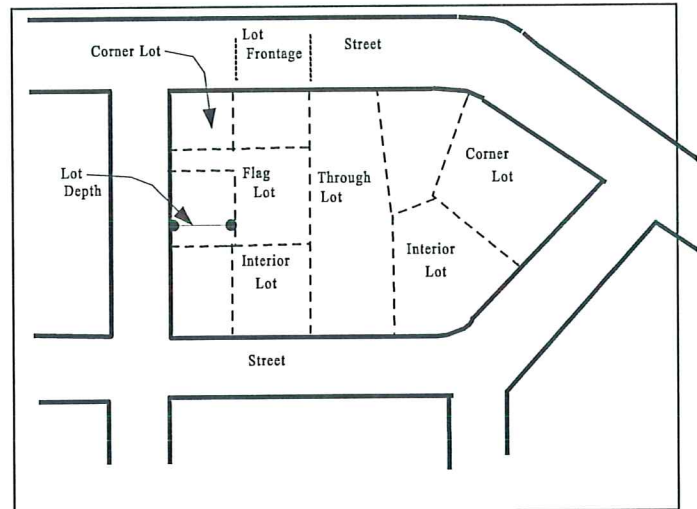 Lot
Frontage
Street
Corner Lot
Lot
Depth
Flag
Lot
Through
Lot
Corner
Lot
Interior
Lot
Interior
Lot
Street